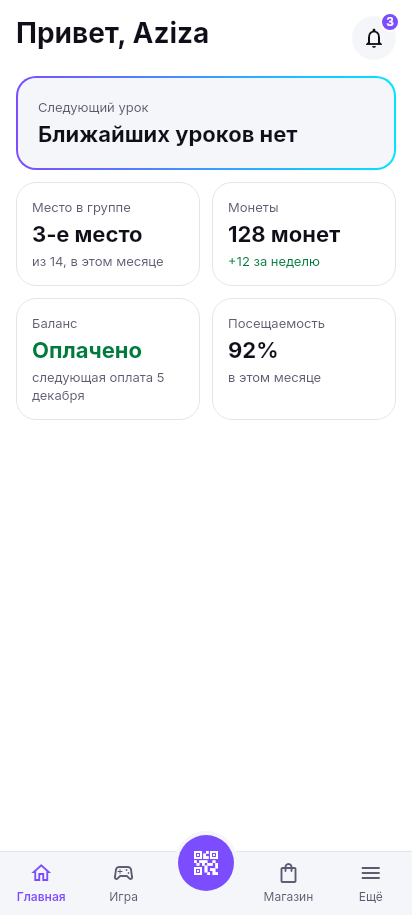 Привет, Aziza
3
Следующий урок
Ближайших уроков нет
Место в группе
3-е место
из 14, в этом месяце
Монеты
128 монет
+12 за неделю
Баланс
Оплачено
следующая оплата 5
декабря
Посещаемость
92%
в этом месяце
Главная
Игра
Магазин
Ещё